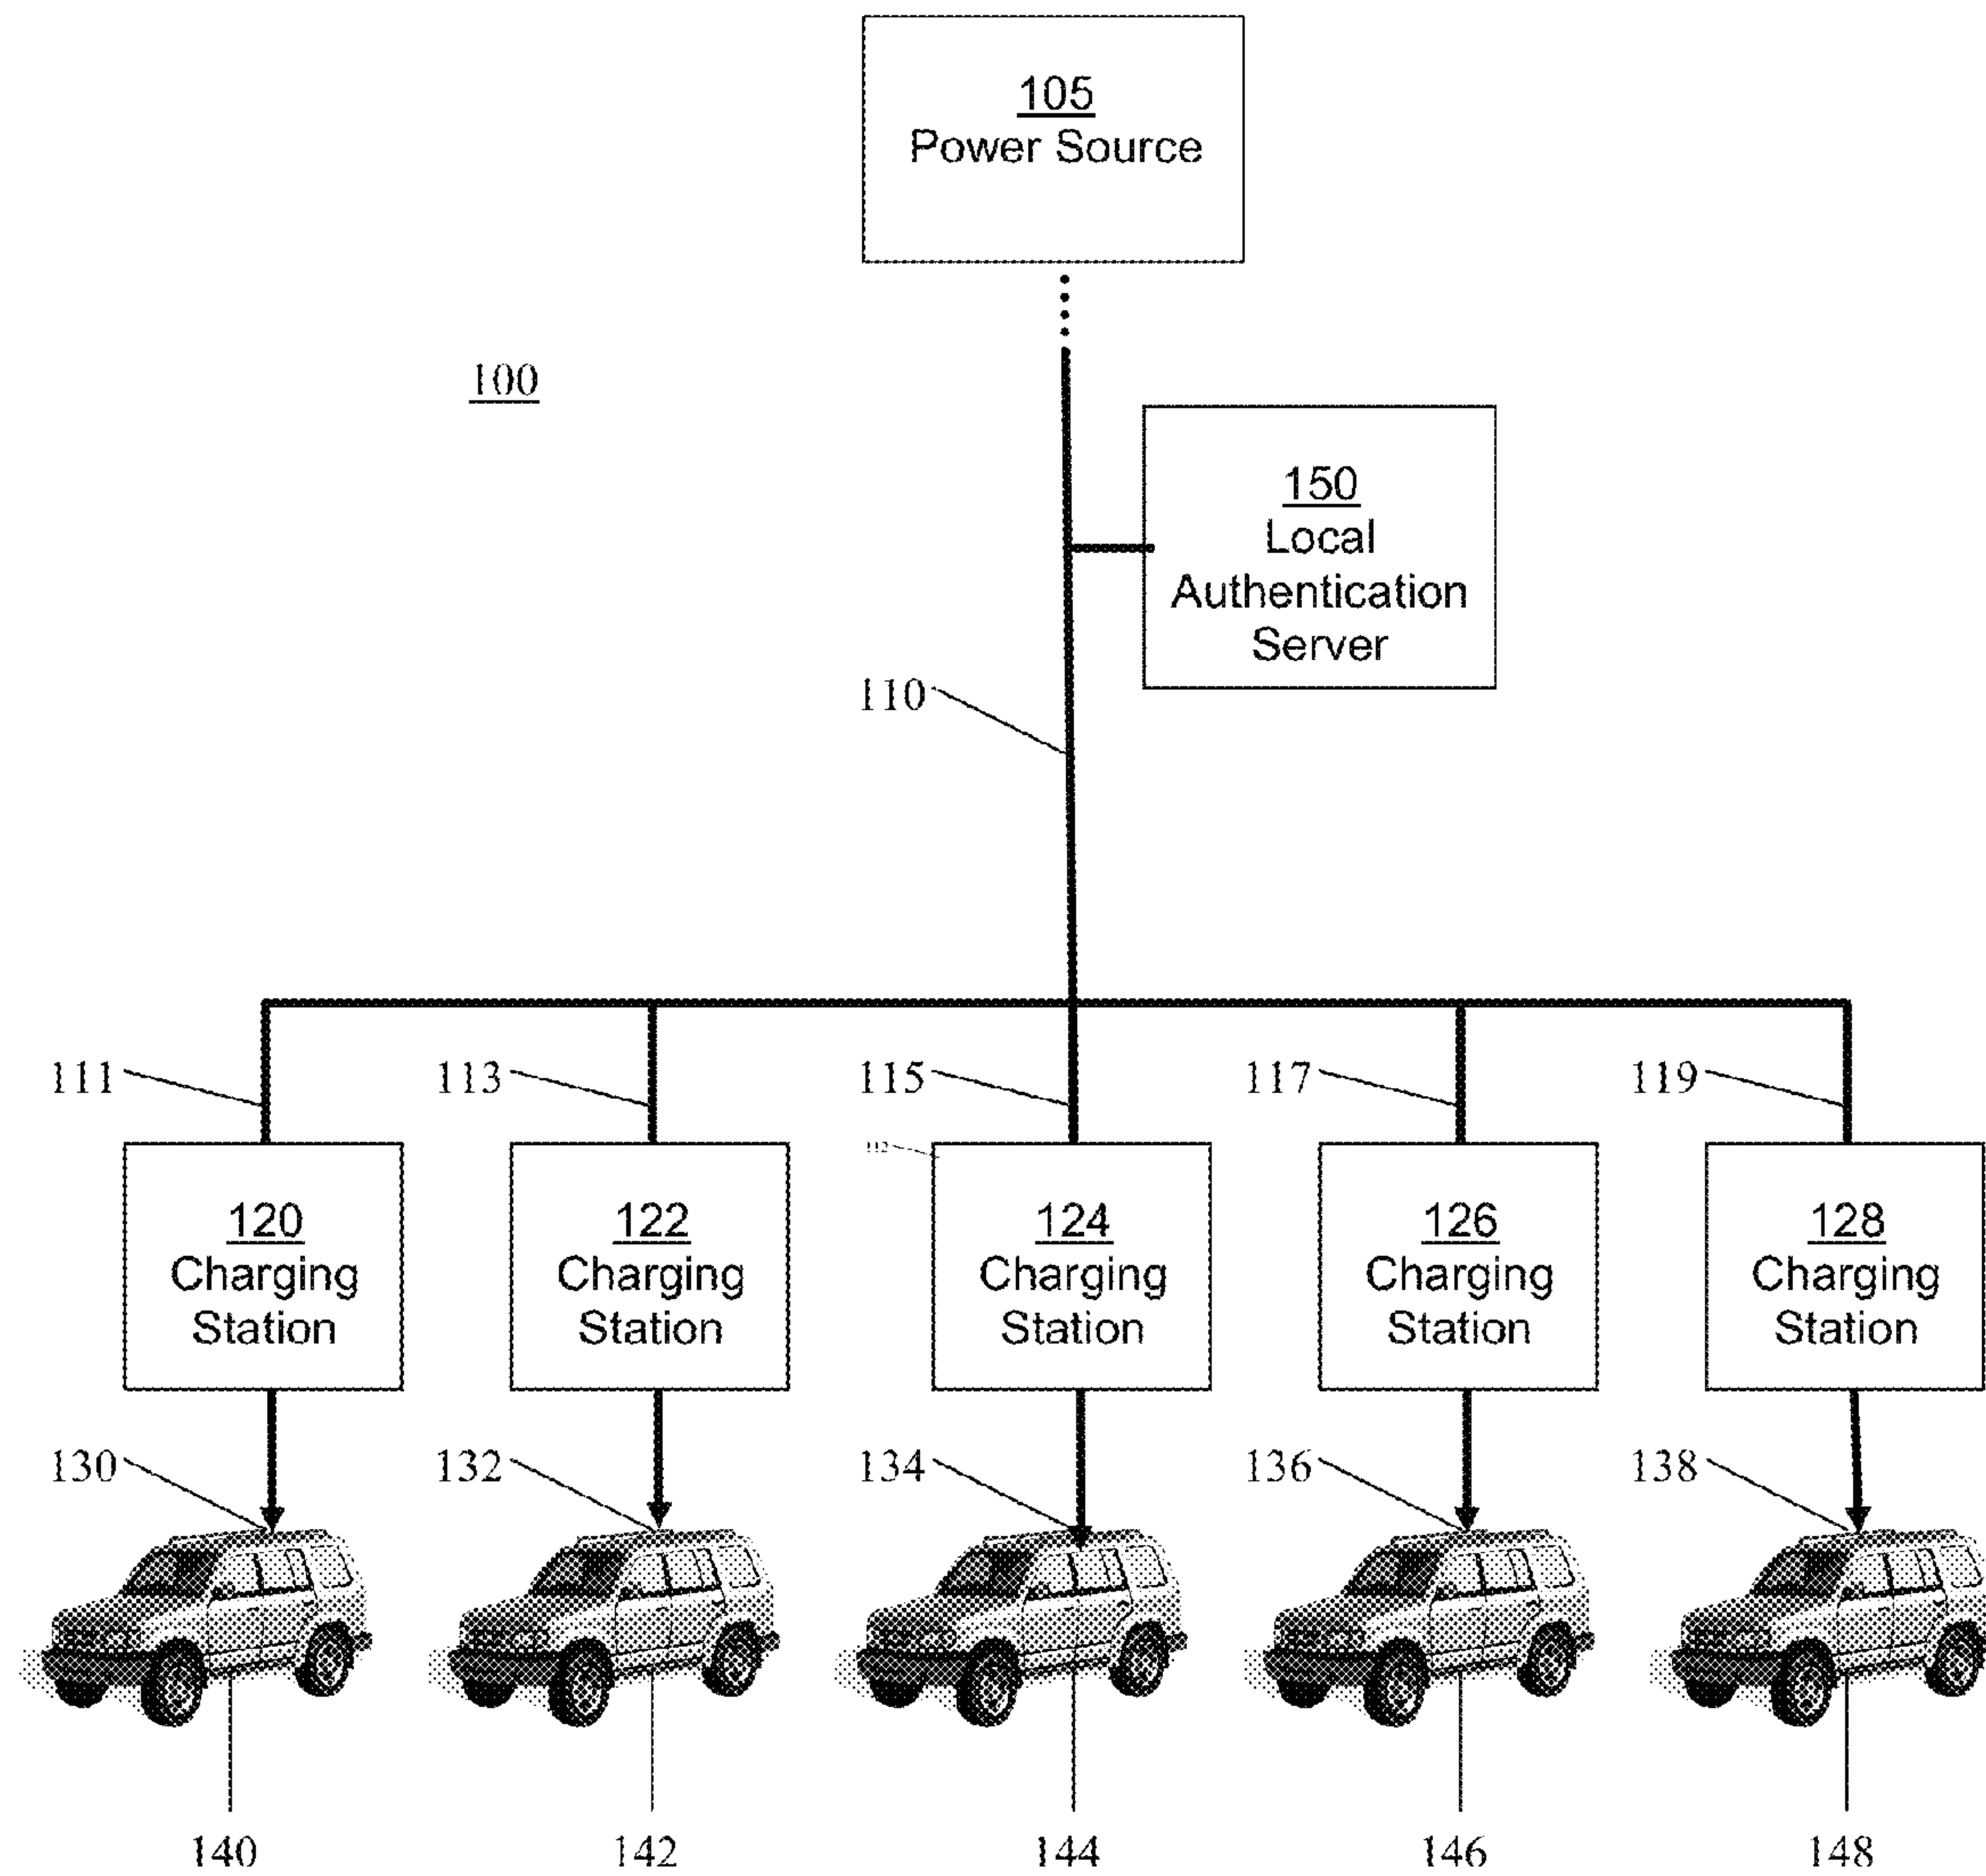 105
Power Source
100
150
Local
Authentication
Server
110
111
113
115
117
119
112
120
Charging
Station
122
Charging
Station
124
Charging
Station
126
Charging
Station
128
Charging
Station
130
132
134
136
138
140
142
144
146
148